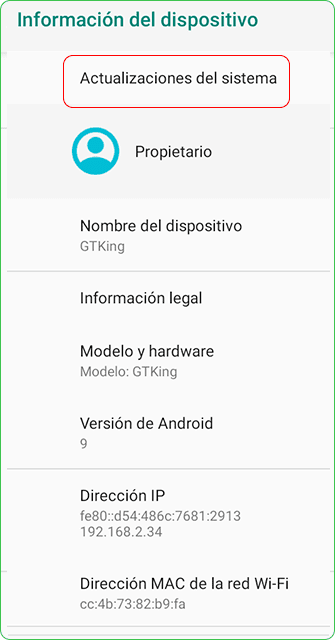 Información del dispositivo
Actualizaciones del sistema
Propietario
Nombre del dispositivo
GTKing
Información legal
Modelo y hardware
Modelo: GTKing
Versión de Android
9
Dirección IP
fe80::d54:486c:7681:2913
192.168.2.34
Dirección MAC de la red Wi-Fi
cc:4b:73:82:b9:fa